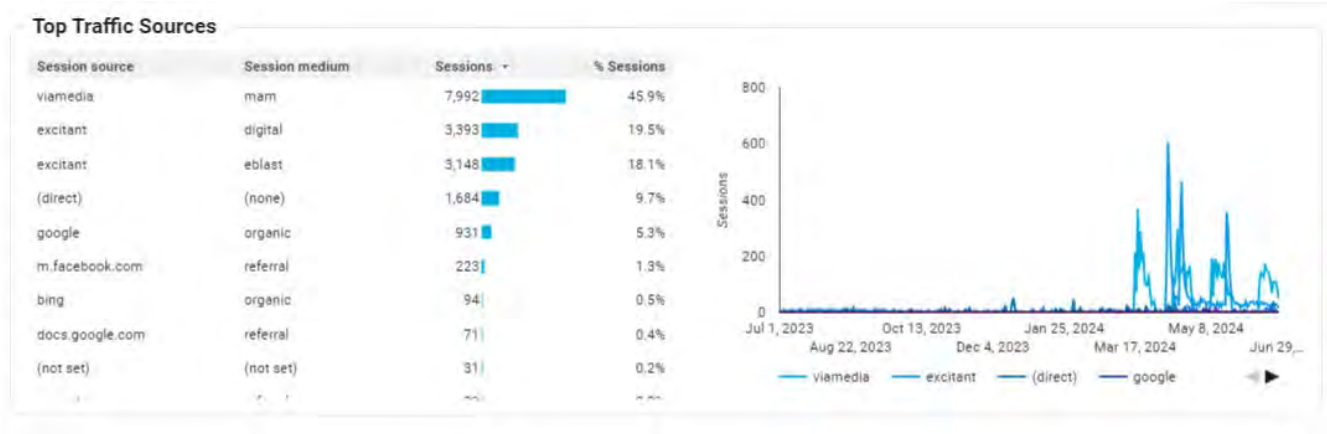 Top Traffic Sources
Session source Session medium Sessions % Sessions
viamedia mam 7,992 45.9%
excitant digital 3,393 19.5%
excitant eblast 3,148 18.1%
(direct) (none) 1,684 9.7%
google organic 931 5.3%
m.facebook.com referral 223 1.3%
bing organic 94 0.5%
docs.google.com referral 71 0.4%
(not set) (not set) 31 0.2%
Sessions
800
600
400
200
0
Jul 1, 2023 Oct 13, 2023 Jan 25, 2024 May 8, 2024
Aug 22, 2023 Dec 4, 2023 Mar 17, 2024 Jun 29,...
viamedia excitant (direct) google